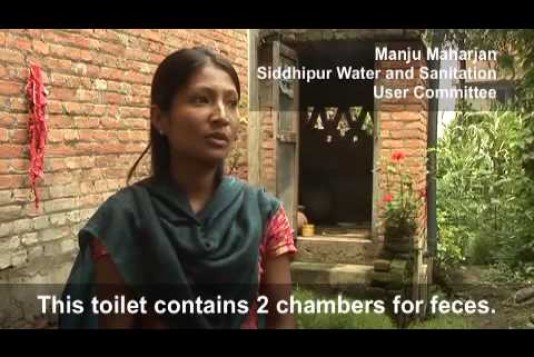 Manju Maharjan
Siddhipur Water and Sanitation
User Committee
This toilet contains 2 chambers for feces.